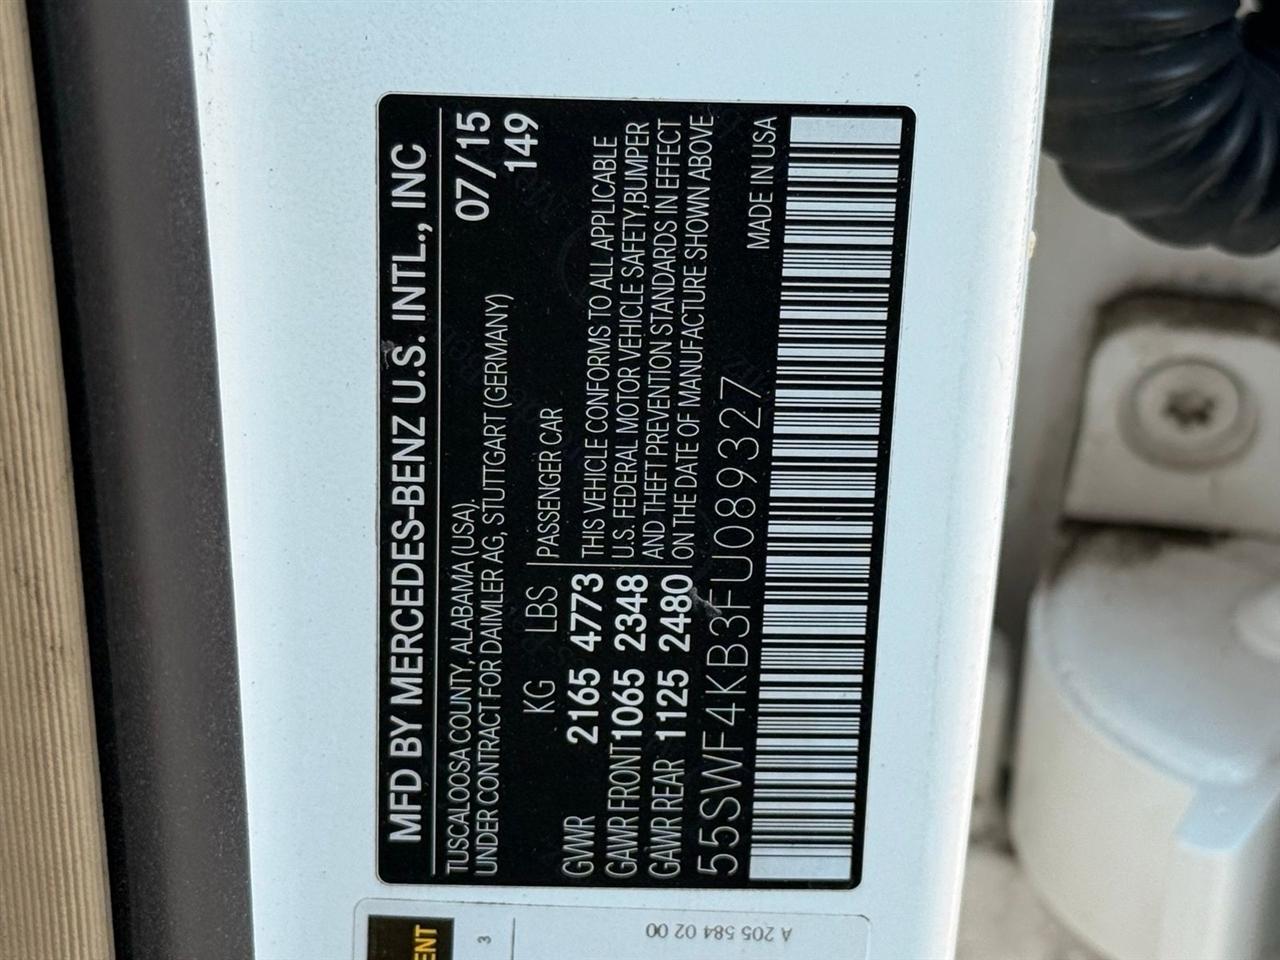 MFD BY MERCEDES-BENZ U.S. INTL., INC
TUSCALOOSA COUNTY, ALABAMA (USA). 07/15
UNDER CONTRACT FOR DAIMLER AG, STUTTGART (GERMANY) 149
KG LBS PASSENGER CAR
GWWR 2165 4773 THIS VEHICLE CONFORMS TO ALL APPLICABLE
GAWR FRONT 1065 2348 U.S. FEDERAL MOTOR VEHICLE SAFETY,BUMPER
GAWR REAR 1125 2480 AND THEFT PREVENTION STANDARDS IN EFFECT
ON THE DATE OF MANUFACTURE SHOWN ABOVE
55SWF4KB3FU089327 MADE IN USA
ENT
3
A 205 584 02 00